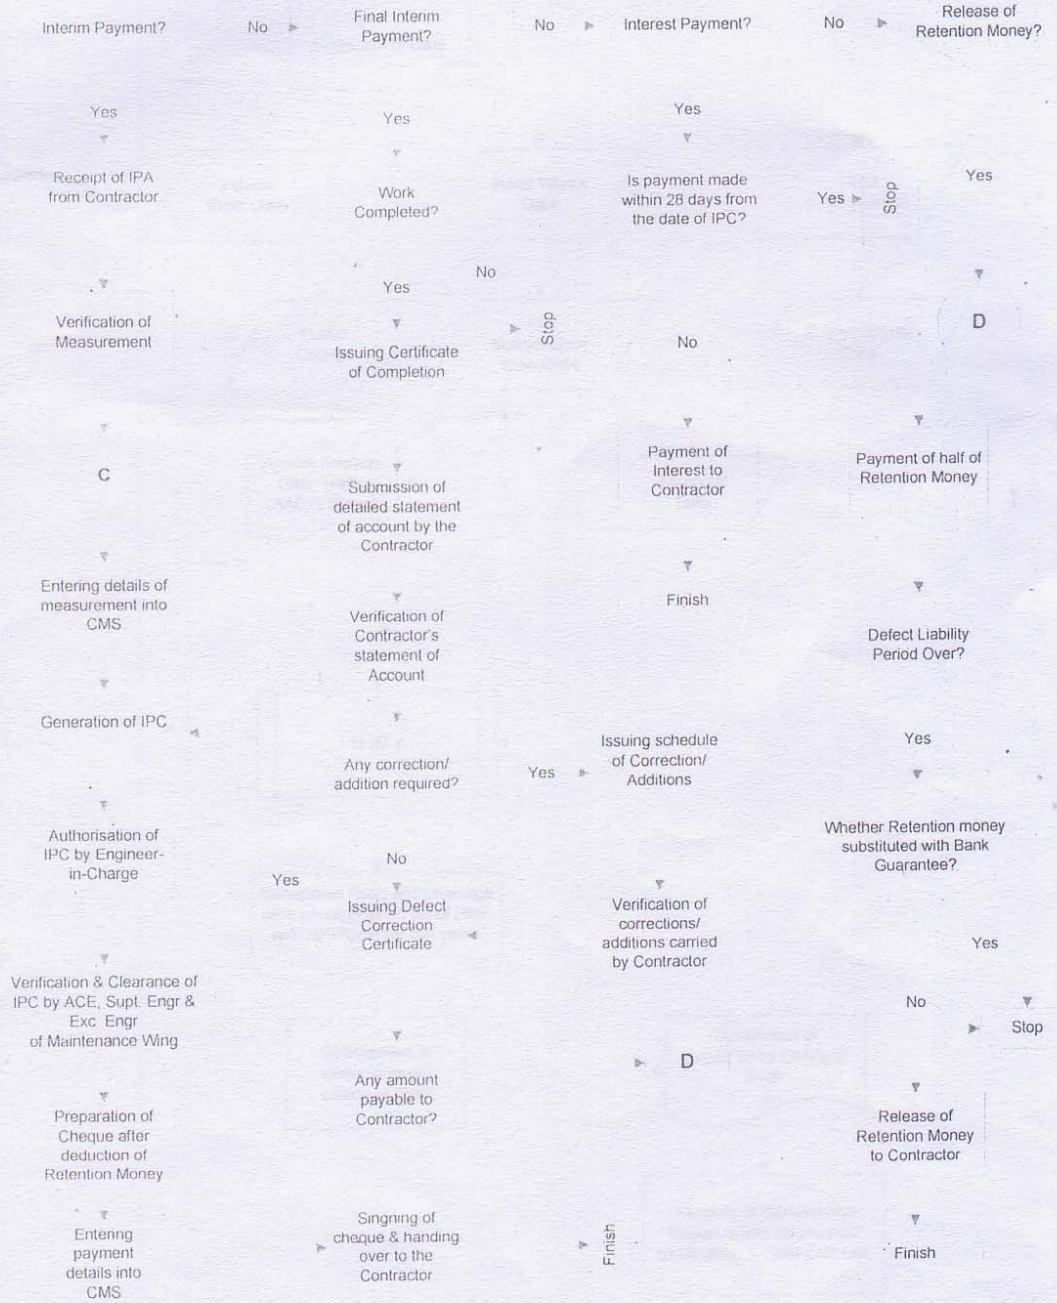 Interim Payment?
No
Final Interim
Payment?
No
Interest Payment?
No
Release of
Retention Money?
Yes
Receipt of IPA
from Contractor
Verification of
Measurement
C
Entering details of
measurement into
CMS
Generation of IPC
Authorisation of
IPC by Engineer-
in-Charge
Verification & Clearance of
IPC by ACE, Supt. Engr &
Exc Engr
of Maintenance Wing
Preparation of
Cheque after
deduction of
Retention Money
Entering
payment
details into
CMS
Yes
Work
Completed?
No
Stop
Yes
Issuing Certificate
of Completion
Submission of
detailed statement
of account by the
Contractor
Verification of
Contractor's
statement of
Account
Any correction/
addition required?
Yes
No
Yes
Issuing Defect
Correction
Certificate
Any amount
payable to
Contractor?
Singning of
cheque & handing
over to the
Contractor
Finish
Yes
Is payment made
within 28 days from
the date of IPC?
Yes
Stop
No
Payment of
Interest to
Contractor
Finish
Issuing schedule
of Correction/
Additions
Verification of
corrections/
additions carried
by Contractor
D
Yes
D
Payment of half of
Retention Money
Defect Liability
Period Over?
Yes
Whether Retention money
substituted with Bank
Guarantee?
Yes
No
Stop
Release of
Retention Money
to Contractor
Finish